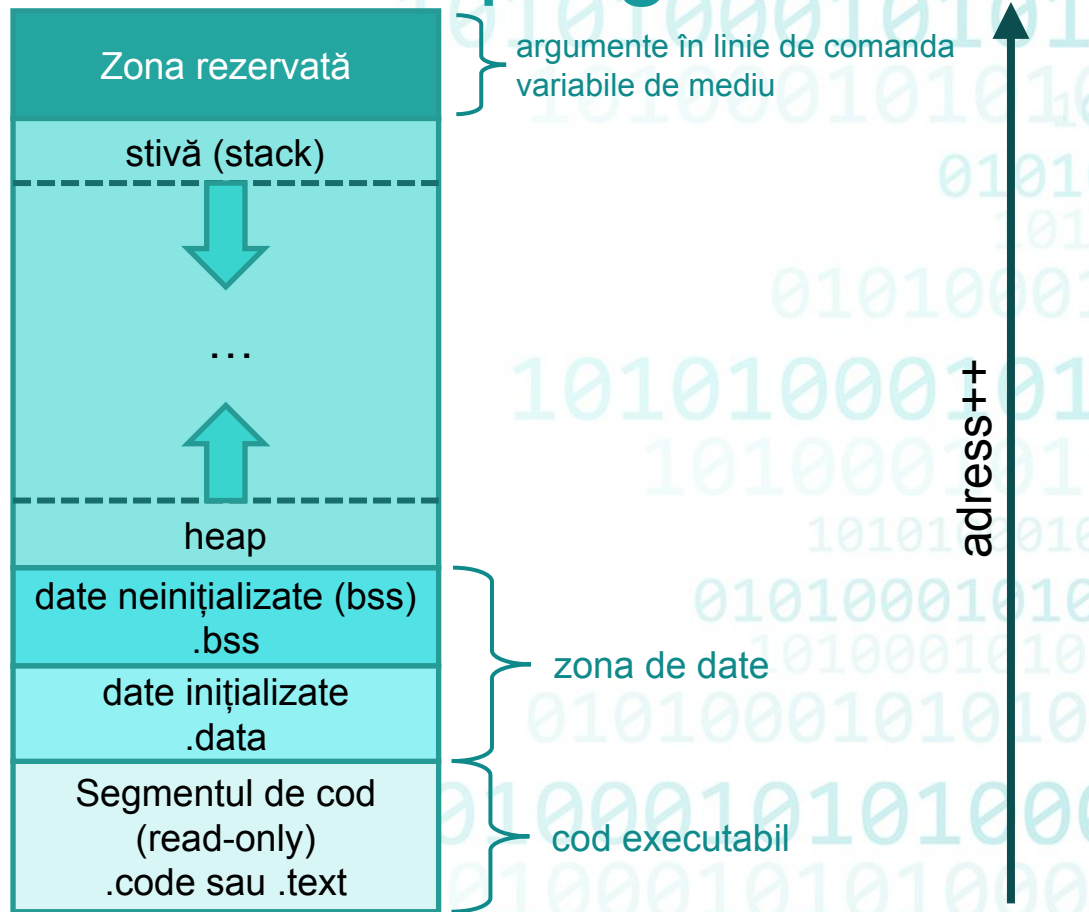 Zona rezervată
argumente în linie de comanda
variabile de mediu
stivă (stack)
...
adress++
heap
date neinițializate (bss)
.bss
zona de date
date inițializate
.data
Segmentul de cod
(read-only)
.code sau .text
cod executabil